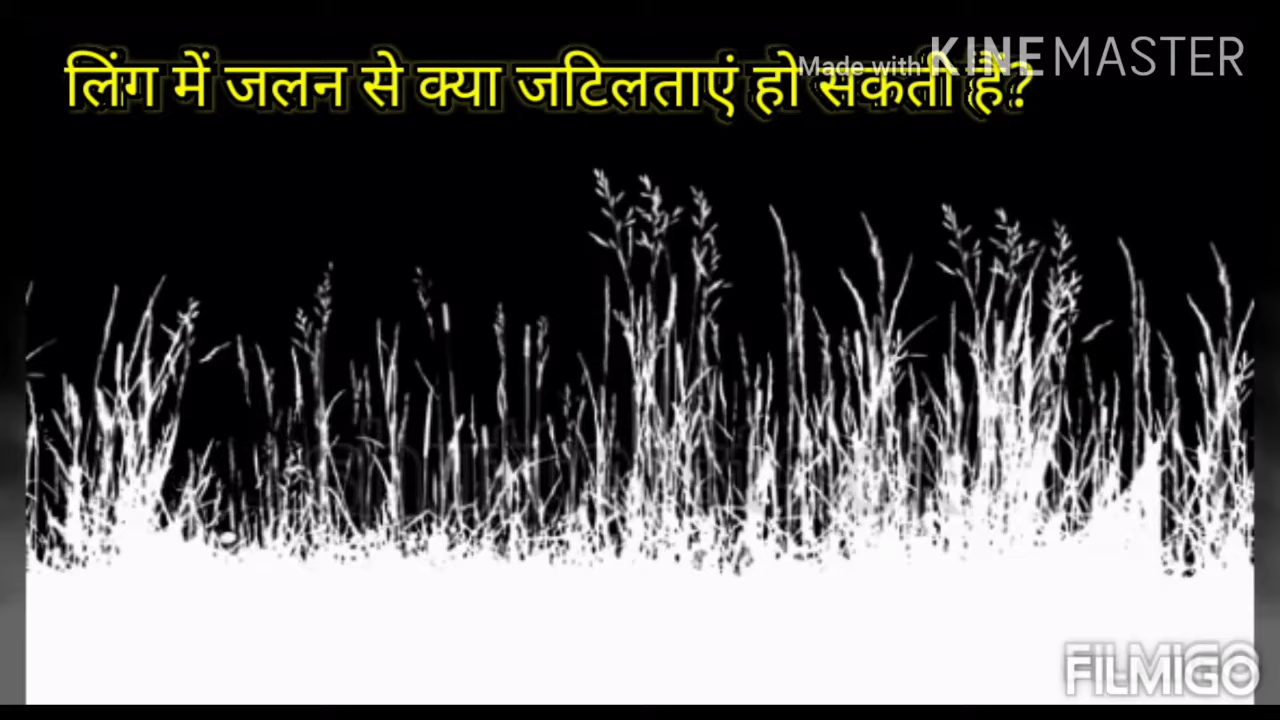 लिंग में जलन से क्या जटिलताएं हो सकती हैं?
Made with KINEMASTER
FILMIGO